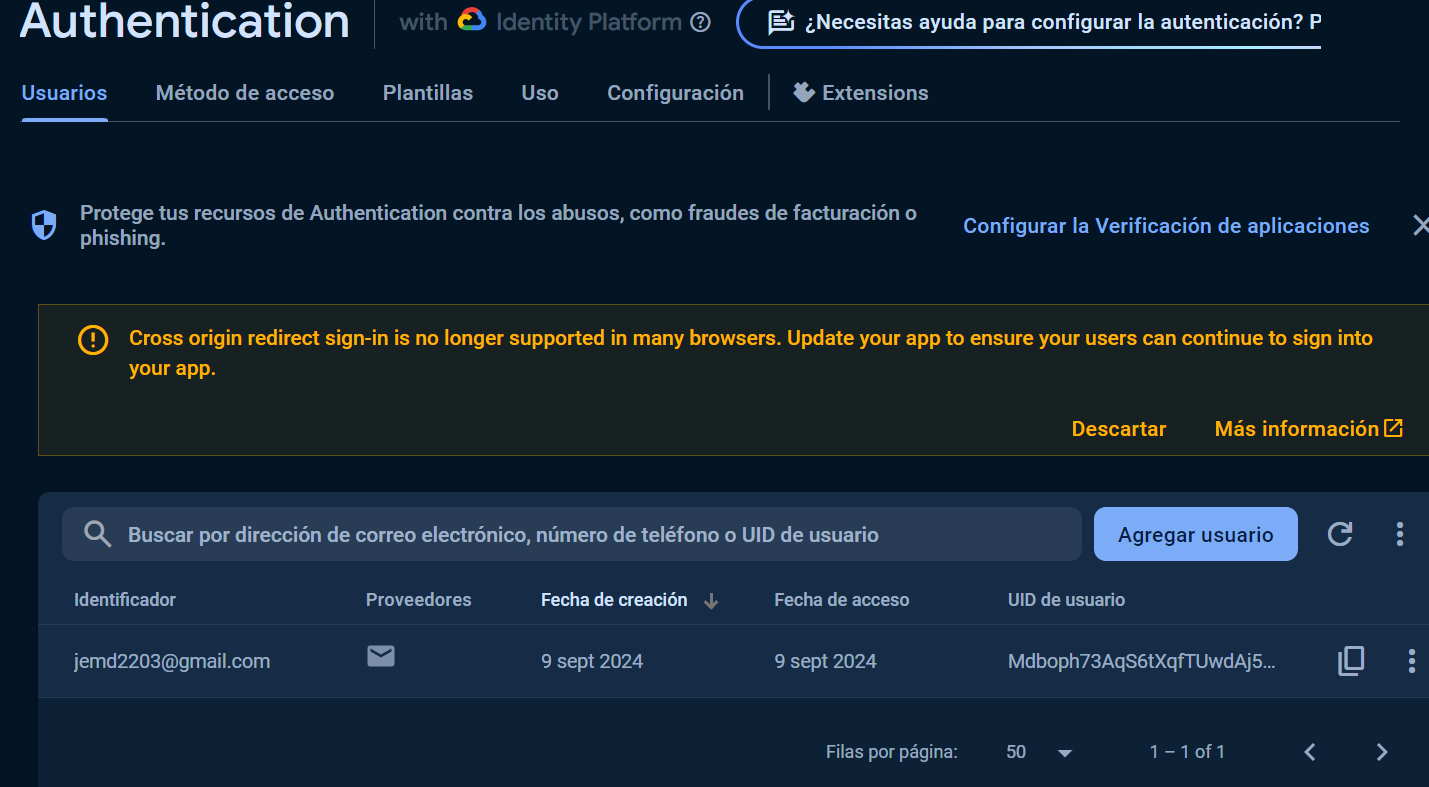 Authentication
with Identity Platform
¿Necesitas ayuda para configurar la autenticación? P
Usuarios
Método de acceso
Plantillas
Uso
Configuración
Extensions
Protege tus recursos de Authentication contra los abusos, como fraudes de facturación o
phishing.
Configurar la Verificación de aplicaciones
Cross origin redirect sign-in is no longer supported in many browsers. Update your app to ensure your users can continue to sign into
your app.
Descartar
Más información
Buscar por dirección de correo electrónico, número de teléfono o UID de usuario
Agregar usuario
Identificador
Proveedores
Fecha de creación
Fecha de acceso
UID de usuario
jemd2203@gmail.com
9 sept 2024
9 sept 2024
Mdboph73AqS6tXqfTUwdAj5...
Filas por página:
50
1 – 1 of 1